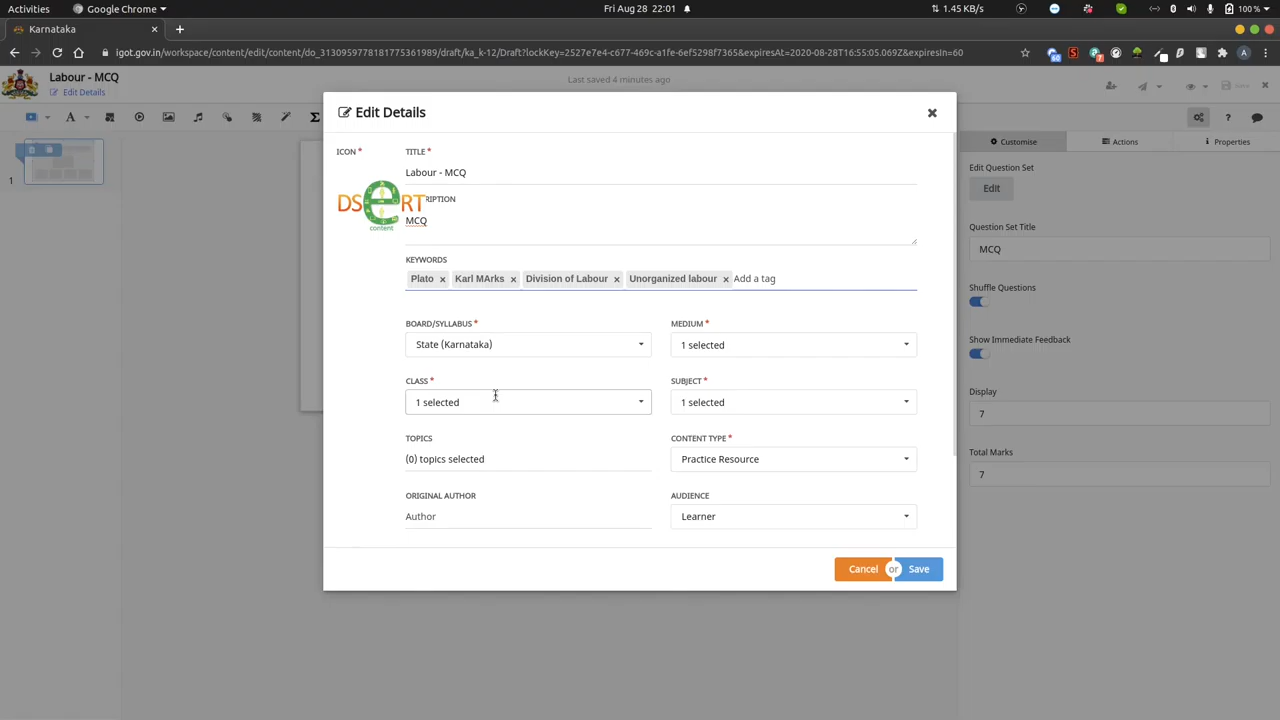 Activities
Google Chrome
Fri Aug 28 22:01
1.45 KB/s
100 %
Karnataka
igot.gov.in/workspace/content/edit/content/do_3130959778181775361989/draft/ka_k-12/Draft?lockKey=2527e7e4-c677-469c-a1fe-6ef5298f7365&expiresAt=2020-08-28T16:55:05.069Z&expiresIn=60
Labour - MCQ
Edit Details
Last saved 4 minutes ago
Save
Edit Details
ICON *
TITLE *
Labour - MCQ
DSeRT
content
RIPTION
MCQ
KEYWORDS
Plato × Karl MArks × Division of Labour × Unorganized labour × Add a tag
BOARD/SYLLABUS *
MEDIUM *
State (Karnataka)
1 selected
CLASS *
SUBJECT *
1 selected
1 selected
TOPICS
CONTENT TYPE *
(0) topics selected
Practice Resource
ORIGINAL AUTHOR
AUDIENCE
Author
Learner
Cancel or Save
1
Customise
Actions
Properties
Edit Question Set
Edit
Question Set Title
MCQ
Shuffle Questions
Show Immediate Feedback
Display
7
Total Marks
7